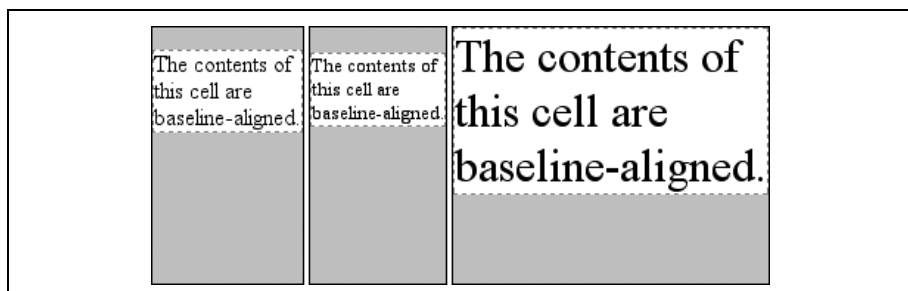 The contents of
this cell are
baseline-aligned.
The contents of
this cell are
baseline-aligned.
The contents of
this cell are
baseline-aligned.